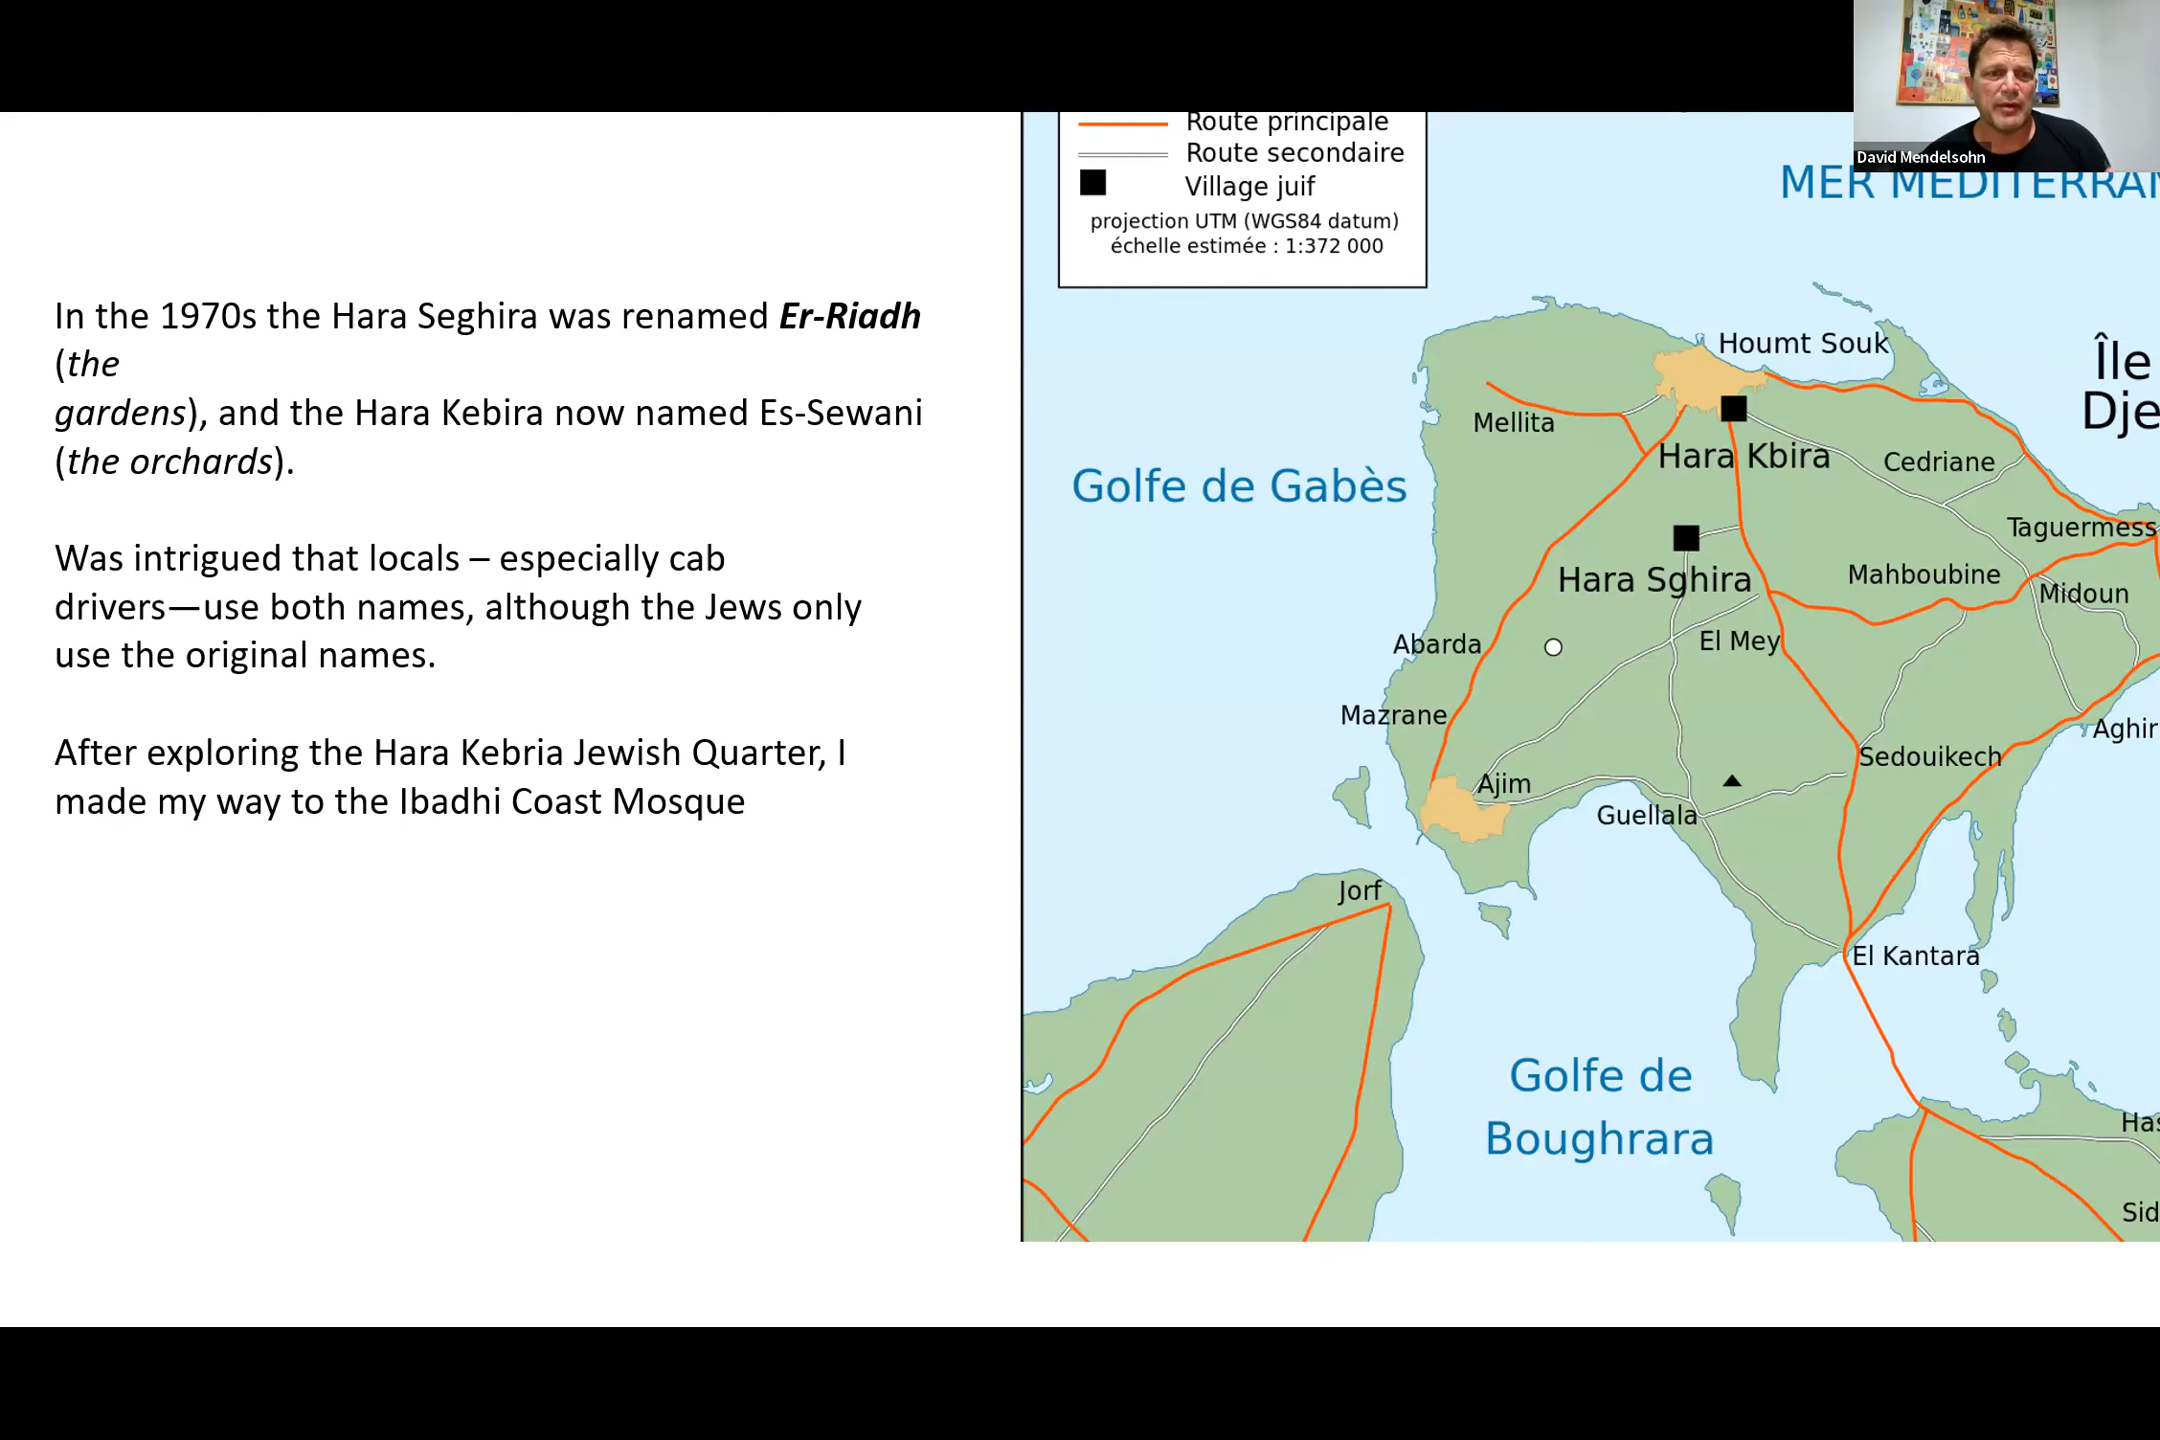 In the 1970s the Hara Seghira was renamed Er-Riadh
(the
gardens), and the Hara Kebira now named Es-Sewani
(the orchards).
Was intrigued that locals – especially cab
drivers—use both names, although the Jews only
use the original names.
After exploring the Hara Kebria Jewish Quarter, I
made my way to the Ibadhi Coast Mosque
David Mendelsohn
Route principale
Route secondaire
Village juif
projection UTM (WGS84 datum)
échelle estimée : 1:372 000
MER MÉDITERRAN
Île
Dje
Golfe de Gabès
Houmt Souk
Mellita
Hara Kbira
Cedriane
Taguermess
Hara Sghira
Mahboubine
Midoun
Abarda
El Mey
Mazrane
Aghir
Sedouikech
Ajim
Guellala
Jorf
El Kantara
Golfe de
Boughrara
Has
Sid